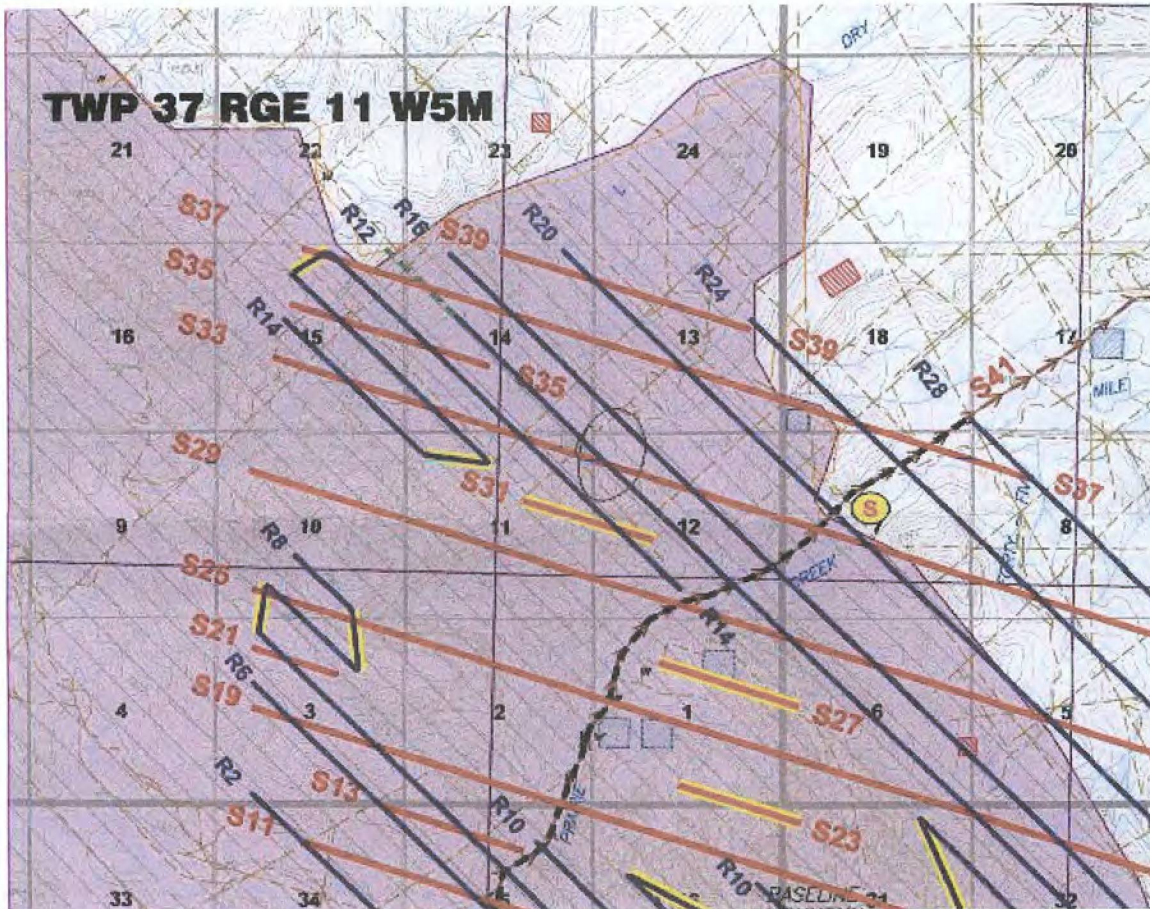 DRY
TWP 37 RGE 11 W5M
21 22 23 24 19 20
S37 R12 R16 S39 R20
S35 R24
S33 R14
16 15 14 13 18 17
S39
S35 R28 S41
MILE
S29 S31 S37
S
9 10 11 12 8
FORTY
R8
CREEK
S25
R14
S21
R6
S27
4 3 2 1 6 5
S19
R2 S13 R10
S11 S23
PRAIRIE
R10
BASELINE 31
33 34 32